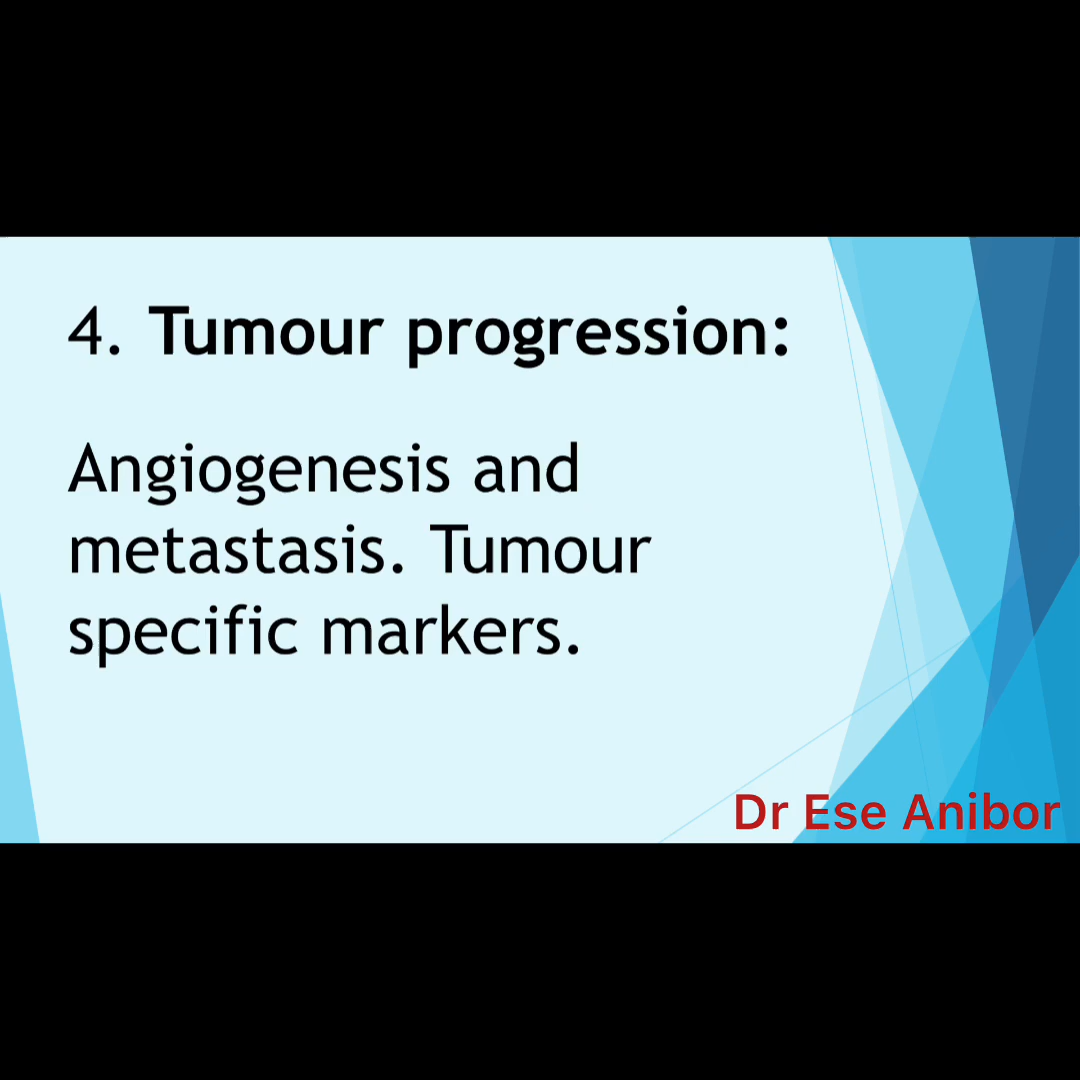 4. Tumour progression:
Angiogenesis and
metastasis. Tumour
specific markers.
Dr Ese Anibor